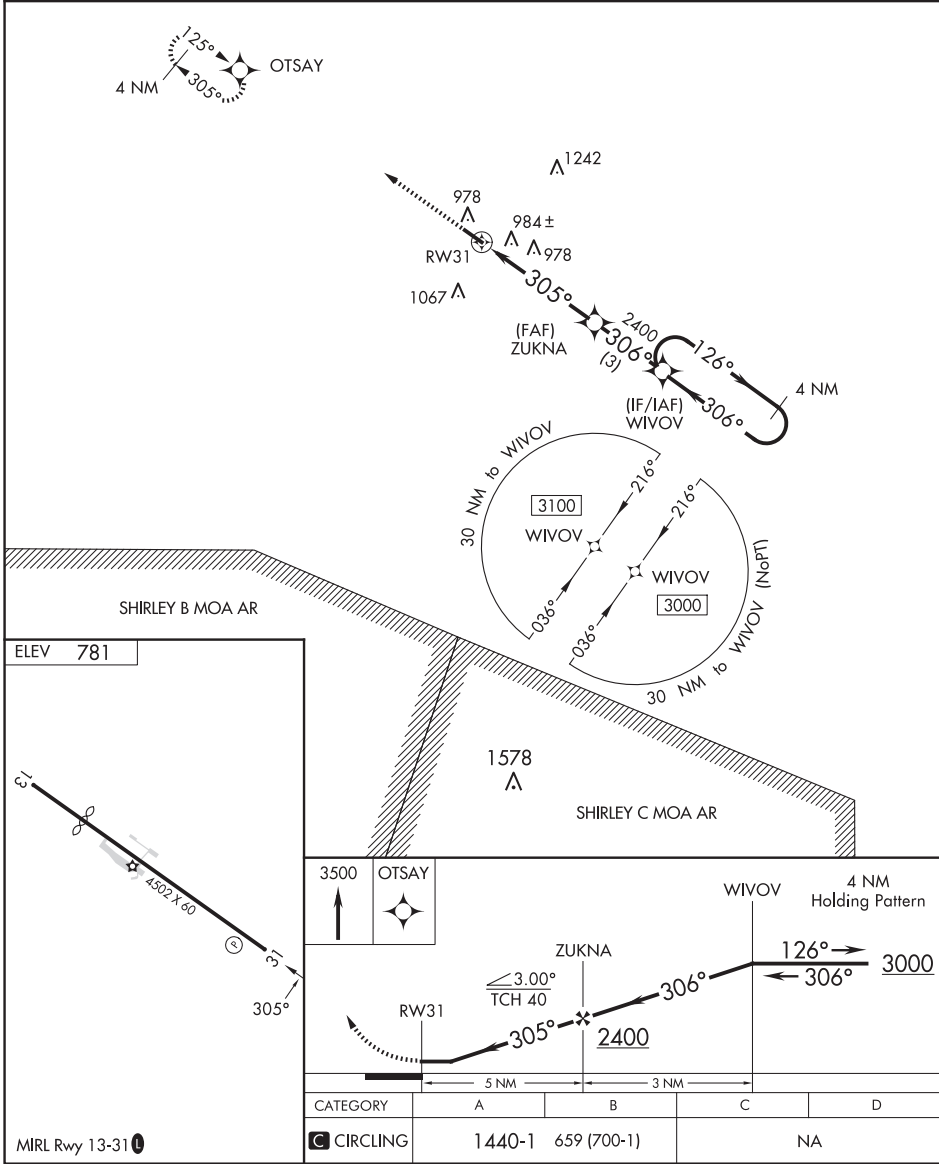 125°
OTSAY
305°
4 NM
1242
978
984 ±
978
RW31
305°
1067
2400
(FAF)
ZUKNA
306°
(3)
126°
4 NM
306°
(IF/IAF)
WIVOV
30 NM to WIVOV
216°
3100
WIVOV
036°
216°
WIVOV
3000
036°
30 NM to WIVOV (NoPT)
SHIRLEY B MOA AR
1578
SHIRLEY C MOA AR
ELEV 781
13
4502 X 60
P
31
305°
MIRL Rwy 13-31 L
3500
OTSAY
WIVOV
4 NM
Holding Pattern
ZUKNA
126°
306°
3000
3.00°
TCH 40
306°
RW31
305°
2400
5 NM
3 NM
CATEGORY A B C D
C CIRCLING 1440-1 659 (700-1) NA